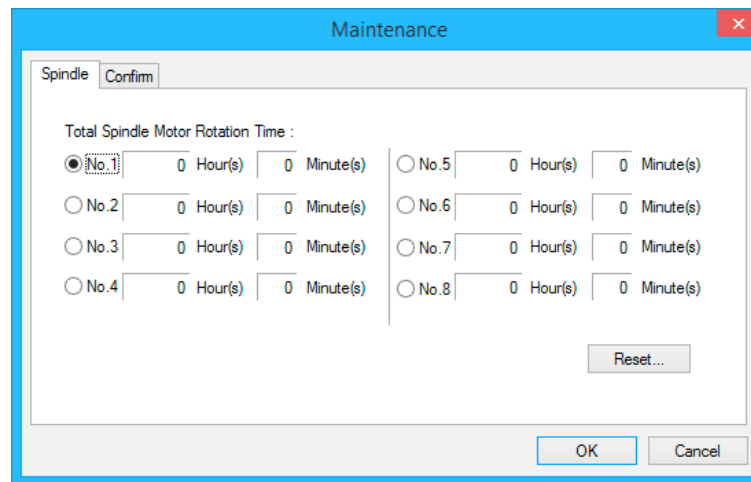 Maintenance
Spindle Confirm
Total Spindle Motor Rotation Time :
No.1 0 Hour(s) 0 Minute(s) No.5 0 Hour(s) 0 Minute(s)
No.2 0 Hour(s) 0 Minute(s) No.6 0 Hour(s) 0 Minute(s)
No.3 0 Hour(s) 0 Minute(s) No.7 0 Hour(s) 0 Minute(s)
No.4 0 Hour(s) 0 Minute(s) No.8 0 Hour(s) 0 Minute(s)
Reset...
OK Cancel